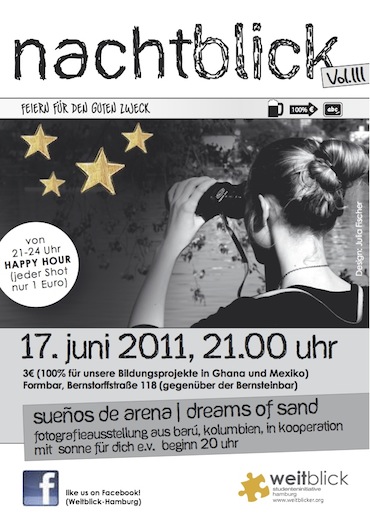 nachtblick
Vol.III
feiern für den guten zweck
100%€
abc
Design: Julia Fischer
von
21-24 Uhr
HAPPY HOUR
(jeder Shot
nur 1 Euro)
17. juni 2011, 21.00 uhr
3€ (100% für unsere Bildungsprojekte in Ghana und Mexiko)
Formbar, Bernstorffstraße 118 (gegenüber der Bernsteinbar)
sueños de arena | dreams of sand
fotografieausstellung aus barú, kolumbien, in kooperation
mit sonne für dich e.v. beginn 20 uhr
f
like us on Facebook!
(Weitblick-Hamburg)
weitblick
studenteninitiative
hamburg
www.weitblicker.org